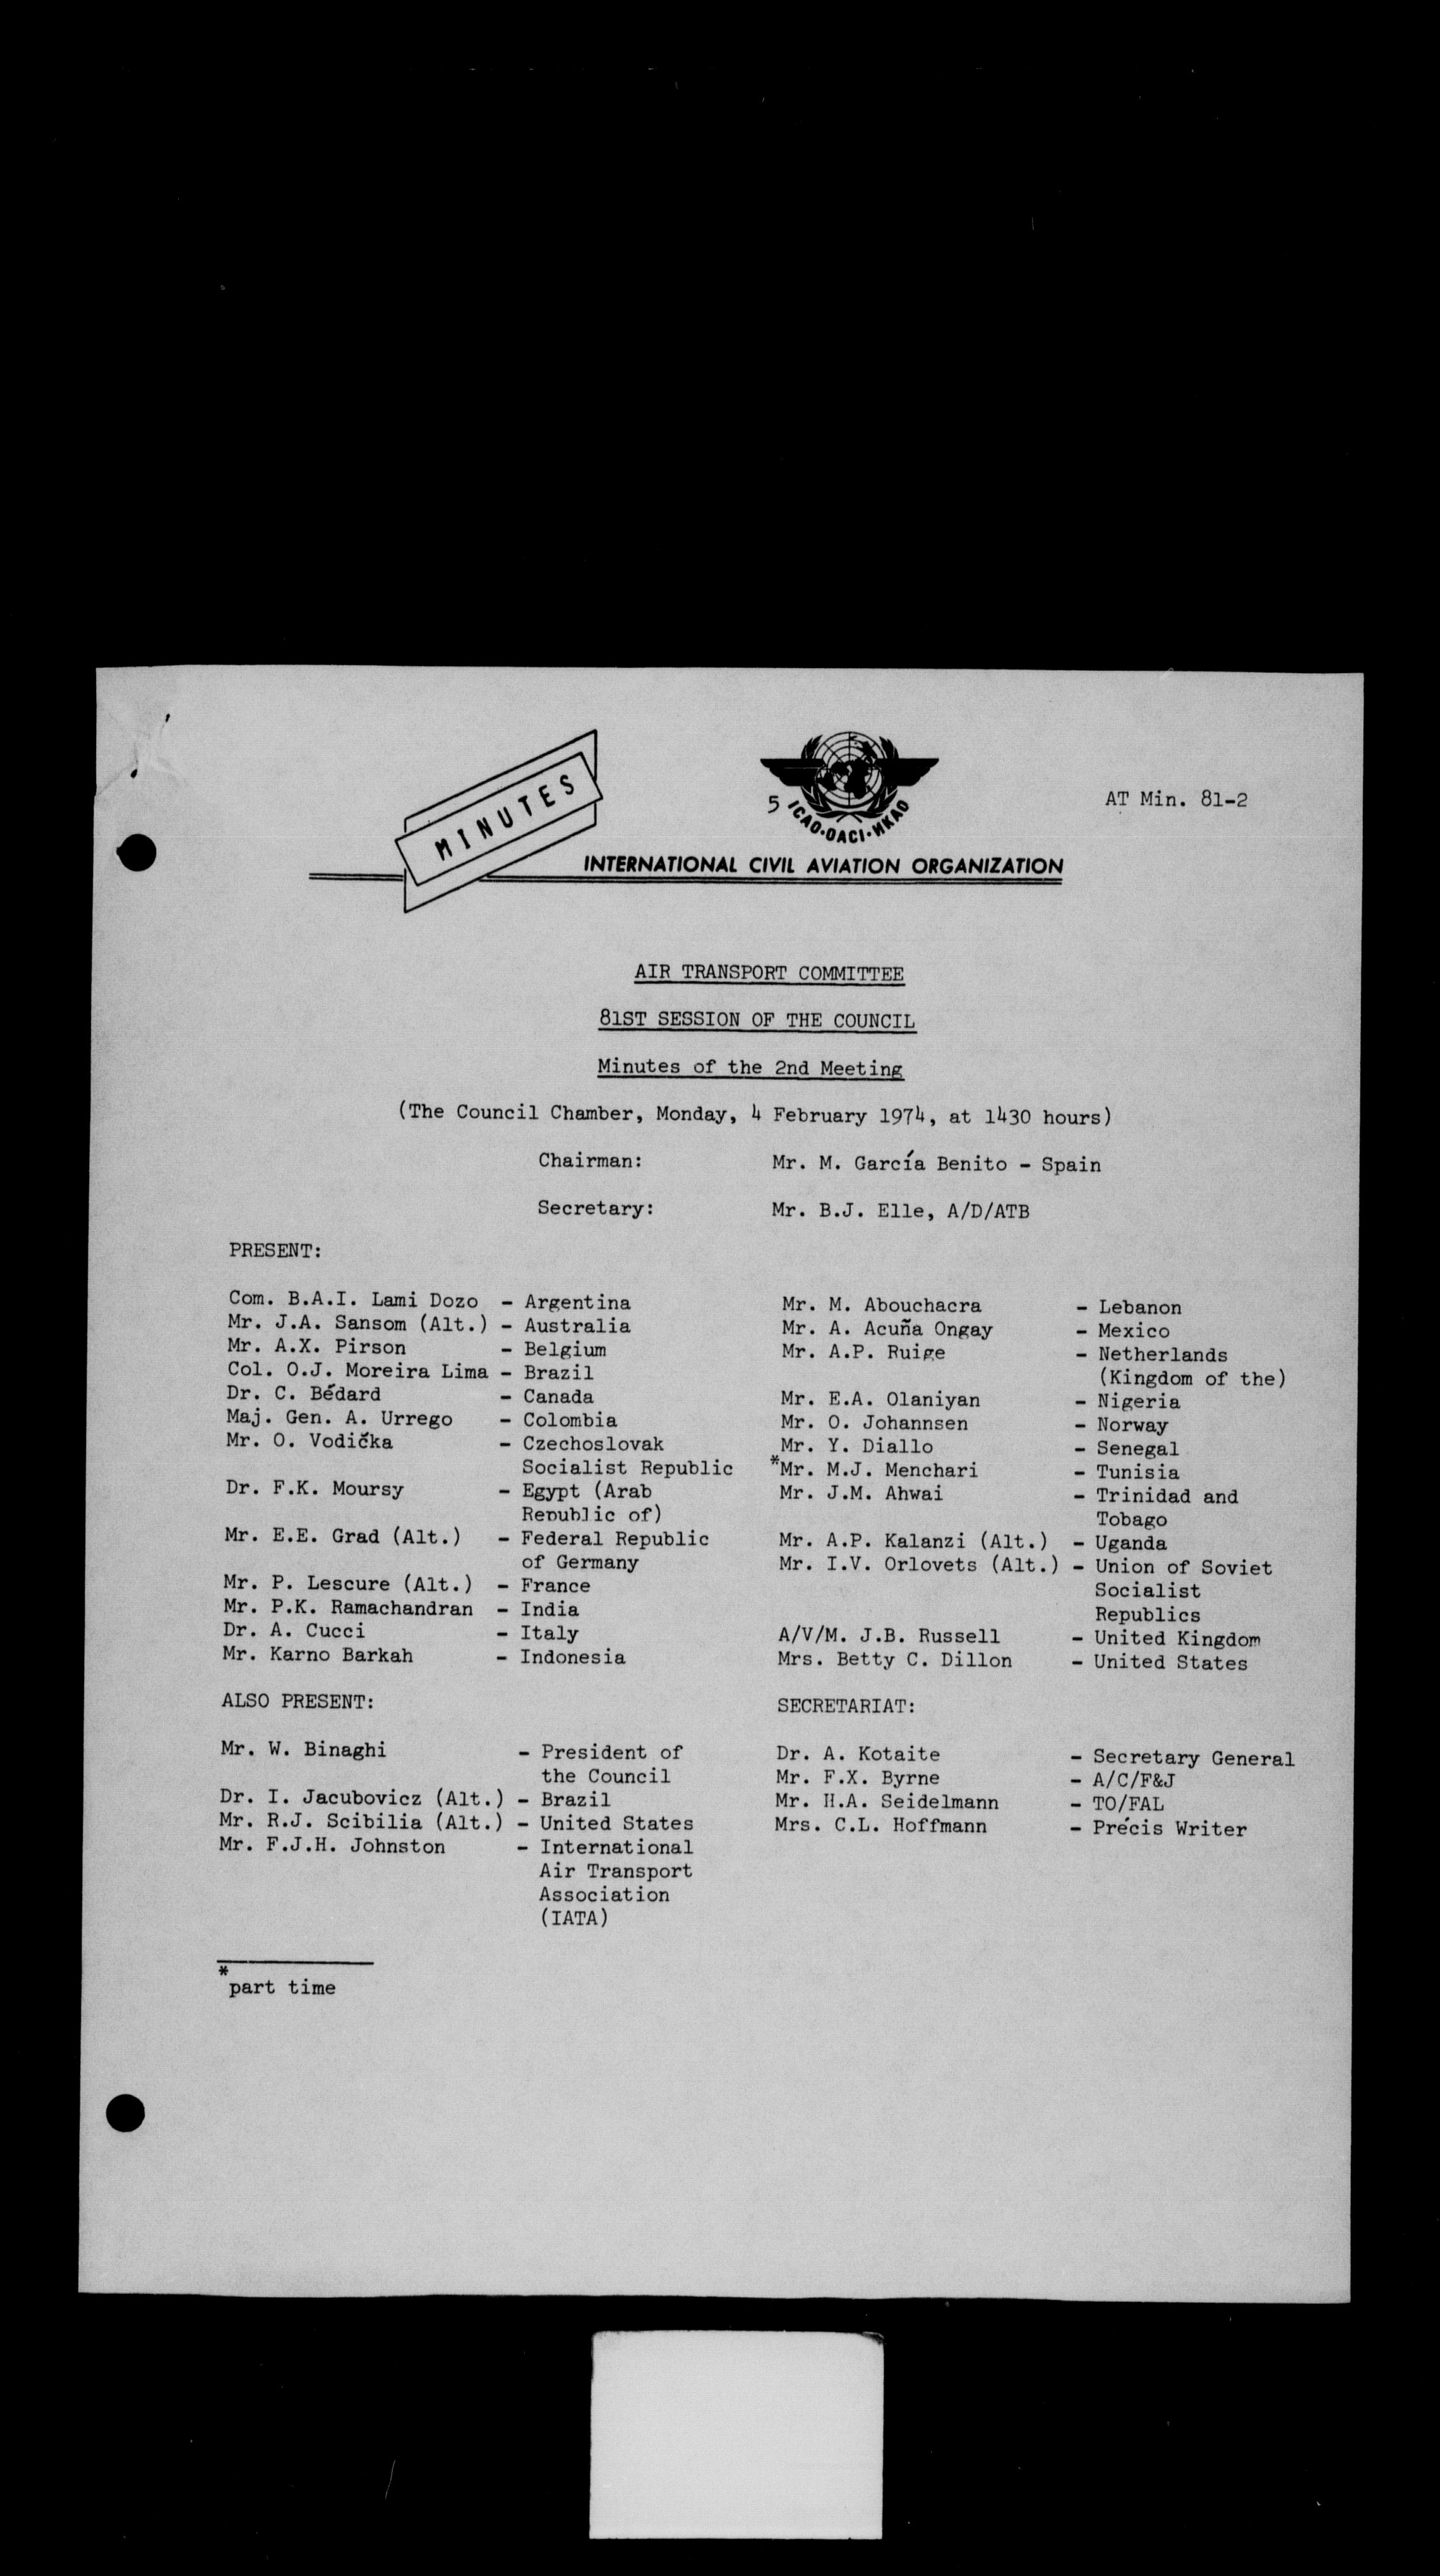 MINUTES
5
ICAO·OACI·ИКАО
AT Min. 81-2
INTERNATIONAL CIVIL AVIATION ORGANIZATION
AIR TRANSPORT COMMITTEE
81ST SESSION OF THE COUNCIL
Minutes of the 2nd Meeting
(The Council Chamber, Monday, 4 February 1974, at 1430 hours)
Chairman: Mr. M. García Benito - Spain
Secretary: Mr. B.J. Elle, A/D/ATB
PRESENT:
Com. B.A.I. Lami Dozo - Argentina
Mr. J.A. Sansom (Alt.) - Australia
Mr. A.X. Pirson - Belgium
Col. O.J. Moreira Lima - Brazil
Dr. C. Bédard - Canada
Maj. Gen. A. Urrego - Colombia
Mr. O. Vodička - Czechoslovak
Socialist Republic
Dr. F.K. Moursy - Egypt (Arab
Republic of)
Mr. E.E. Grad (Alt.) - Federal Republic
of Germany
Mr. P. Lescure (Alt.) - France
Mr. P.K. Ramachandran - India
Dr. A. Cucci - Italy
Mr. Karno Barkah - Indonesia
Mr. M. Abouchacra - Lebanon
Mr. A. Acuña Ongay - Mexico
Mr. A.P. Ruige - Netherlands
(Kingdom of the)
Mr. E.A. Olaniyan - Nigeria
Mr. O. Johannsen - Norway
Mr. Y. Diallo - Senegal
*Mr. M.J. Menchari - Tunisia
Mr. J.M. Ahwai - Trinidad and
Tobago
Mr. A.P. Kalanzi (Alt.) - Uganda
Mr. I.V. Orlovets (Alt.) - Union of Soviet
Socialist
Republics
A/V/M. J.B. Russell - United Kingdom
Mrs. Betty C. Dillon - United States
ALSO PRESENT:
Mr. W. Binaghi - President of
the Council
Dr. I. Jacubovicz (Alt.) - Brazil
Mr. R.J. Scibilia (Alt.) - United States
Mr. F.J.H. Johnston - International
Air Transport
Association
(IATA)
SECRETARIAT:
Dr. A. Kotaite - Secretary General
Mr. F.X. Byrne - A/C/F&J
Mr. H.A. Seidelmann - TO/FAL
Mrs. C.L. Hoffmann - Précis Writer
*
part time